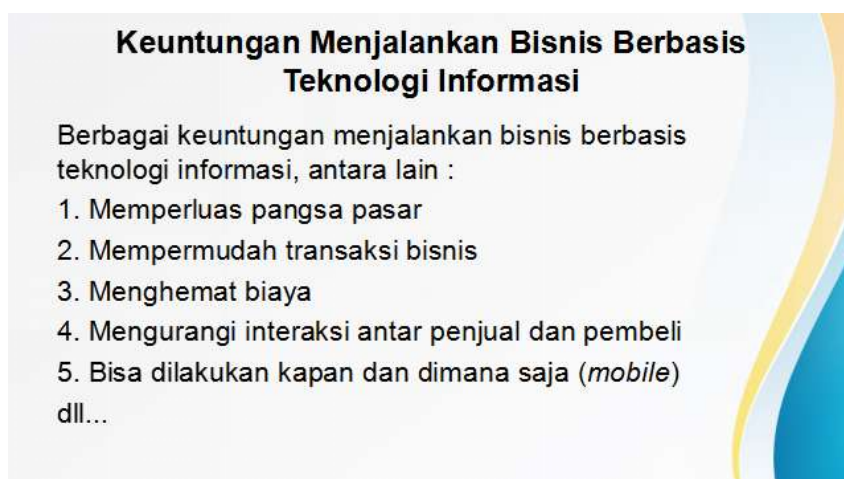 Keuntungan Menjalankan Bisnis Berbasis
Teknologi Informasi
Berbagai keuntungan menjalankan bisnis berbasis
teknologi informasi, antara lain :
1. Memperluas pangsa pasar
2. Mempermudah transaksi bisnis
3. Menghemat biaya
4. Mengurangi interaksi antar penjual dan pembeli
5. Bisa dilakukan kapan dan dimana saja (mobile)
dll...